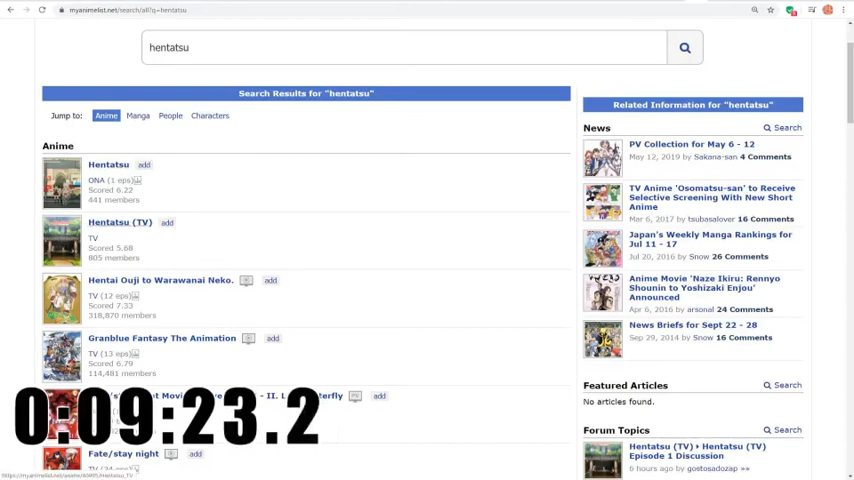 myanimelist.net/search/all?q=hentatsu
hentatsu
Search Results for "hentatsu"
Jump to: Anime Manga People Characters
Anime
Hentatsu add
ONA (1 eps)
Scored 6.22
441 members
Hentatsu (TV) add
TV
Scored 5.68
805 members
Hentai Ouji to Warawanai Neko. add
TV (12 eps)
Scored 7.33
318,870 members
Granblue Fantasy The Animation add
TV (13 eps)
Scored 6.79
114,481 members
- II. add
Fate/stay night add
0:09:23.2
Related Information for "hentatsu"
News Search
PV Collection for May 6 - 12
May 12, 2019 by Sakana-san 4 Comments
TV Anime 'Osomatsu-san' to Receive
Selective Screening With New Short
Anime
Mar 6, 2017 by tsubasalover 16 Comments
Japan's Weekly Manga Rankings for
Jul 11 - 17
Jul 20, 2016 by Snow 26 Comments
Anime Movie 'Naze Ikiru: Rennyo
Shounin to Yoshizaki Enjou'
Announced
Apr 6, 2016 by arsonal 24 Comments
News Briefs for Sept 22 - 28
Sep 29, 2014 by Snow 16 Comments
Featured Articles Search
No articles found.
Forum Topics Search
Hentatsu (TV) Hentatsu (TV)
Episode 1 Discussion
6 hours ago by gostosadozap >>